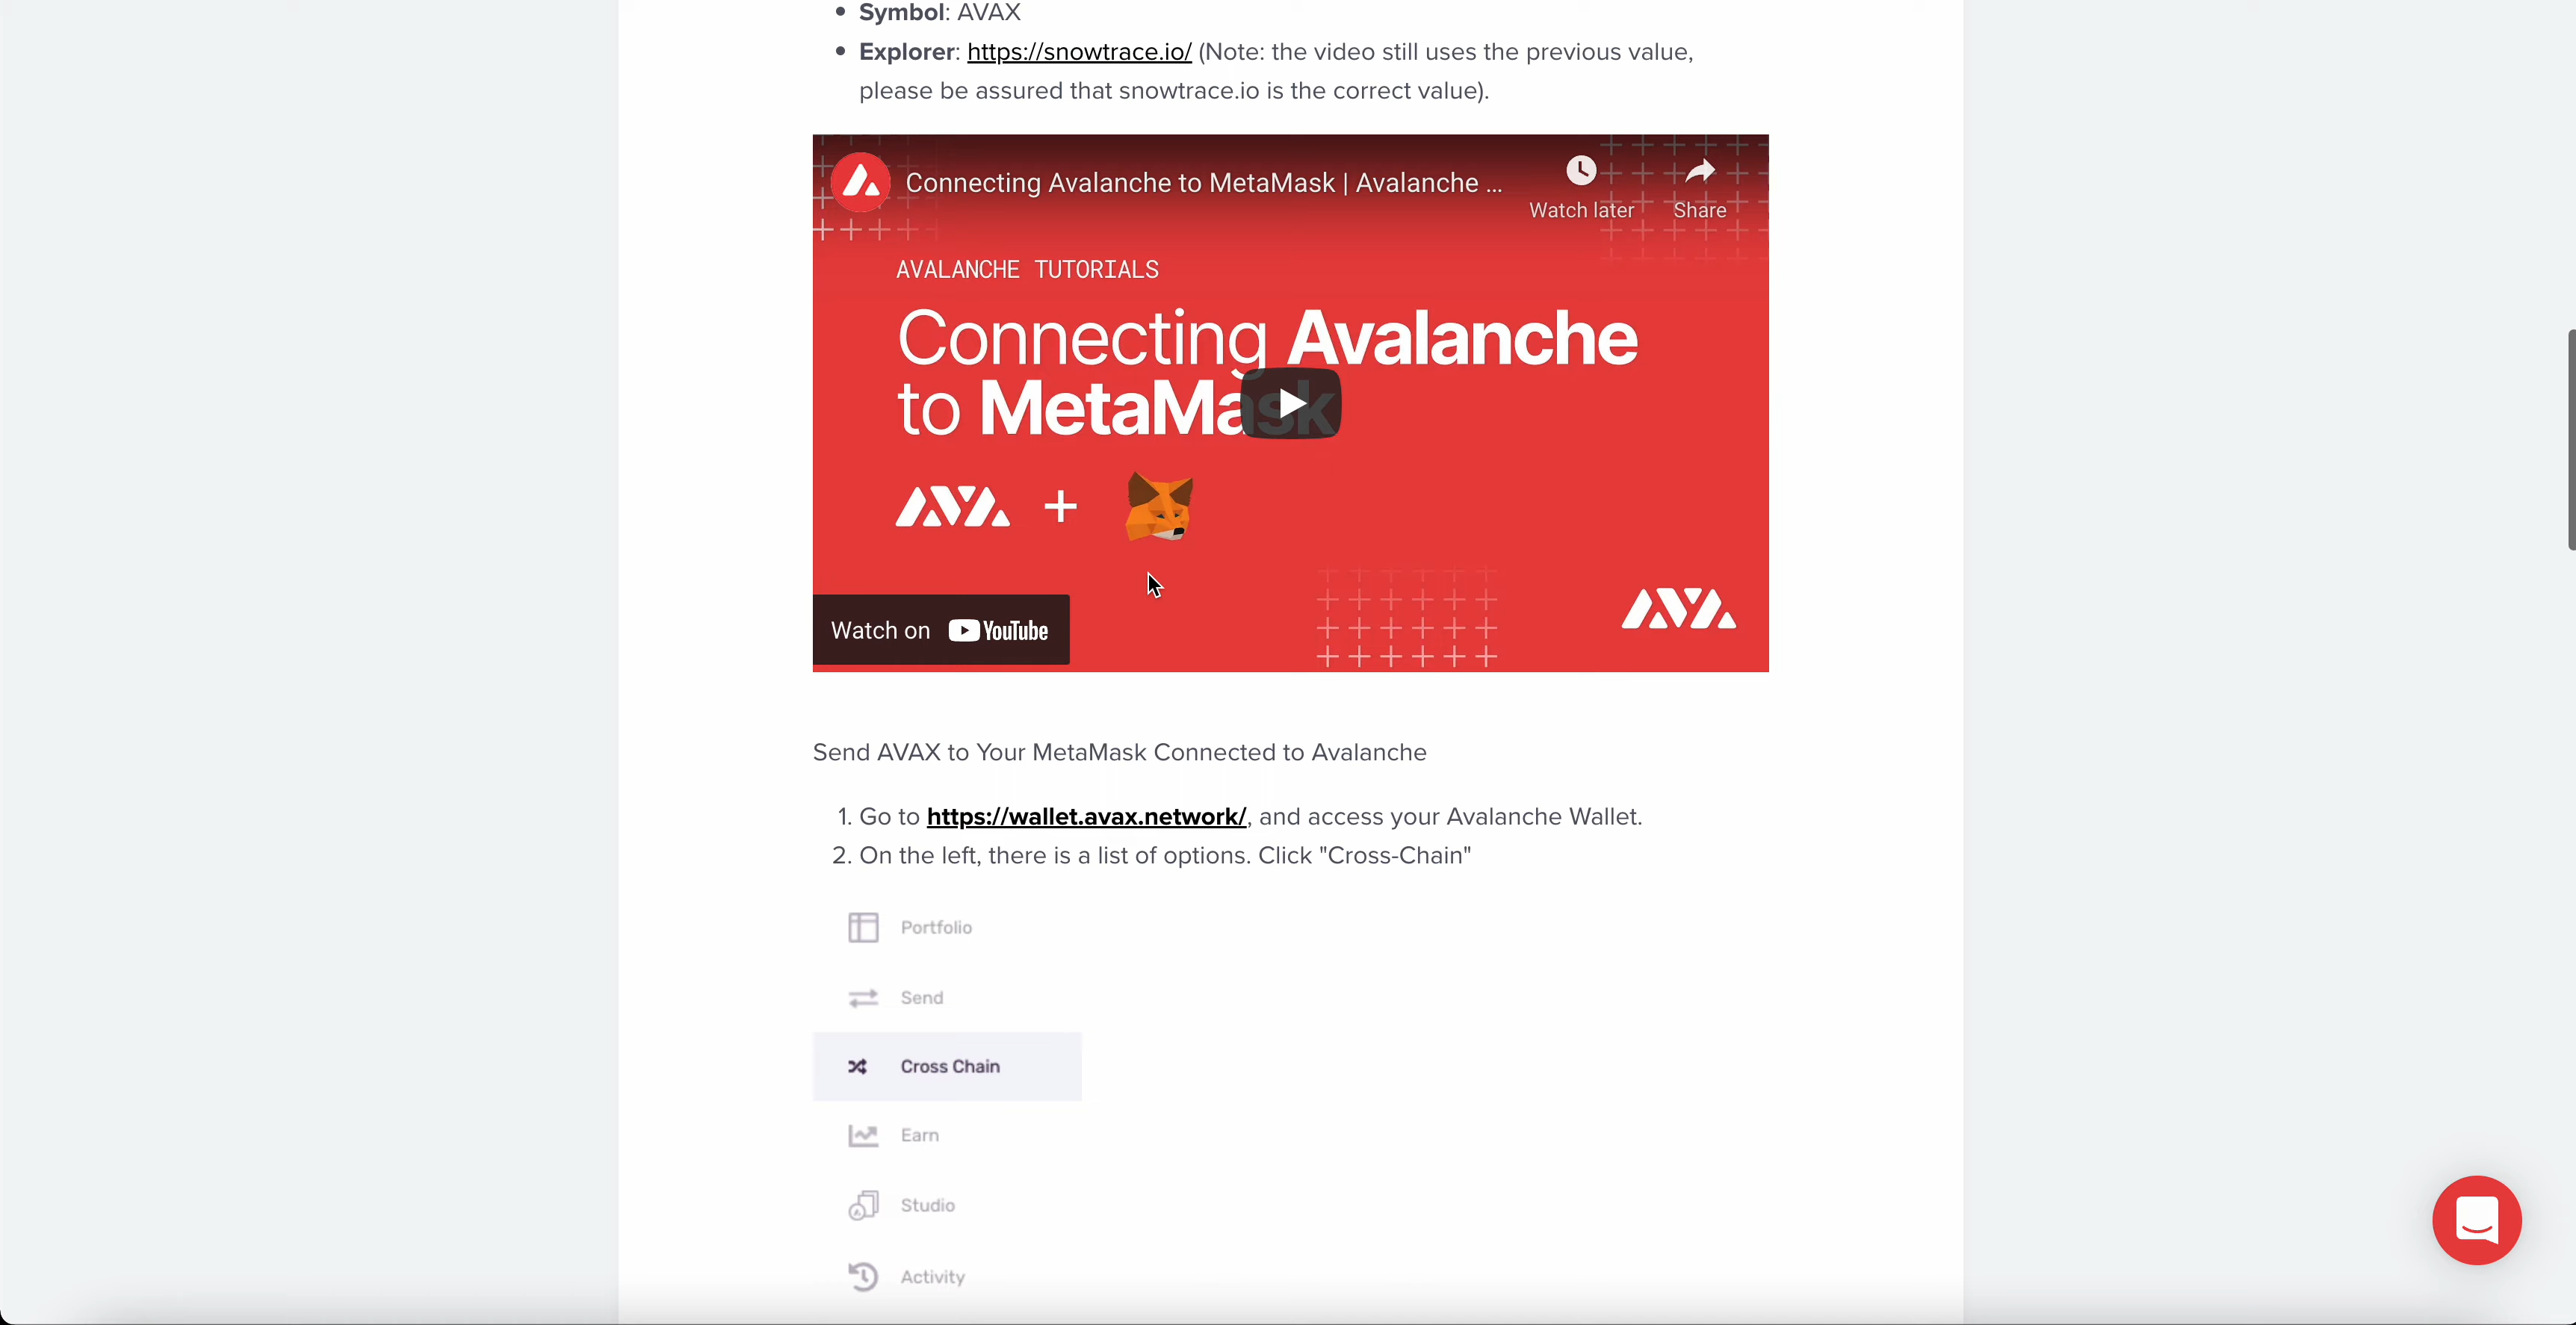 • Symbol: AVAX
• Explorer: https://snowtrace.io/ (Note: the video still uses the previous value,
please be assured that snowtrace.io is the correct value).
Connecting Avalanche to MetaMask | Avalanche ...
Watch later
Share
AVALANCHE TUTORIALS
Connecting Avalanche
to MetaMask
AVA +
AVA
Watch on YouTube
Send AVAX to Your MetaMask Connected to Avalanche
1. Go to https://wallet.avax.network/, and access your Avalanche Wallet.
2. On the left, there is a list of options. Click "Cross-Chain"
Portfolio
Send
Cross Chain
Earn
Studio
Activity